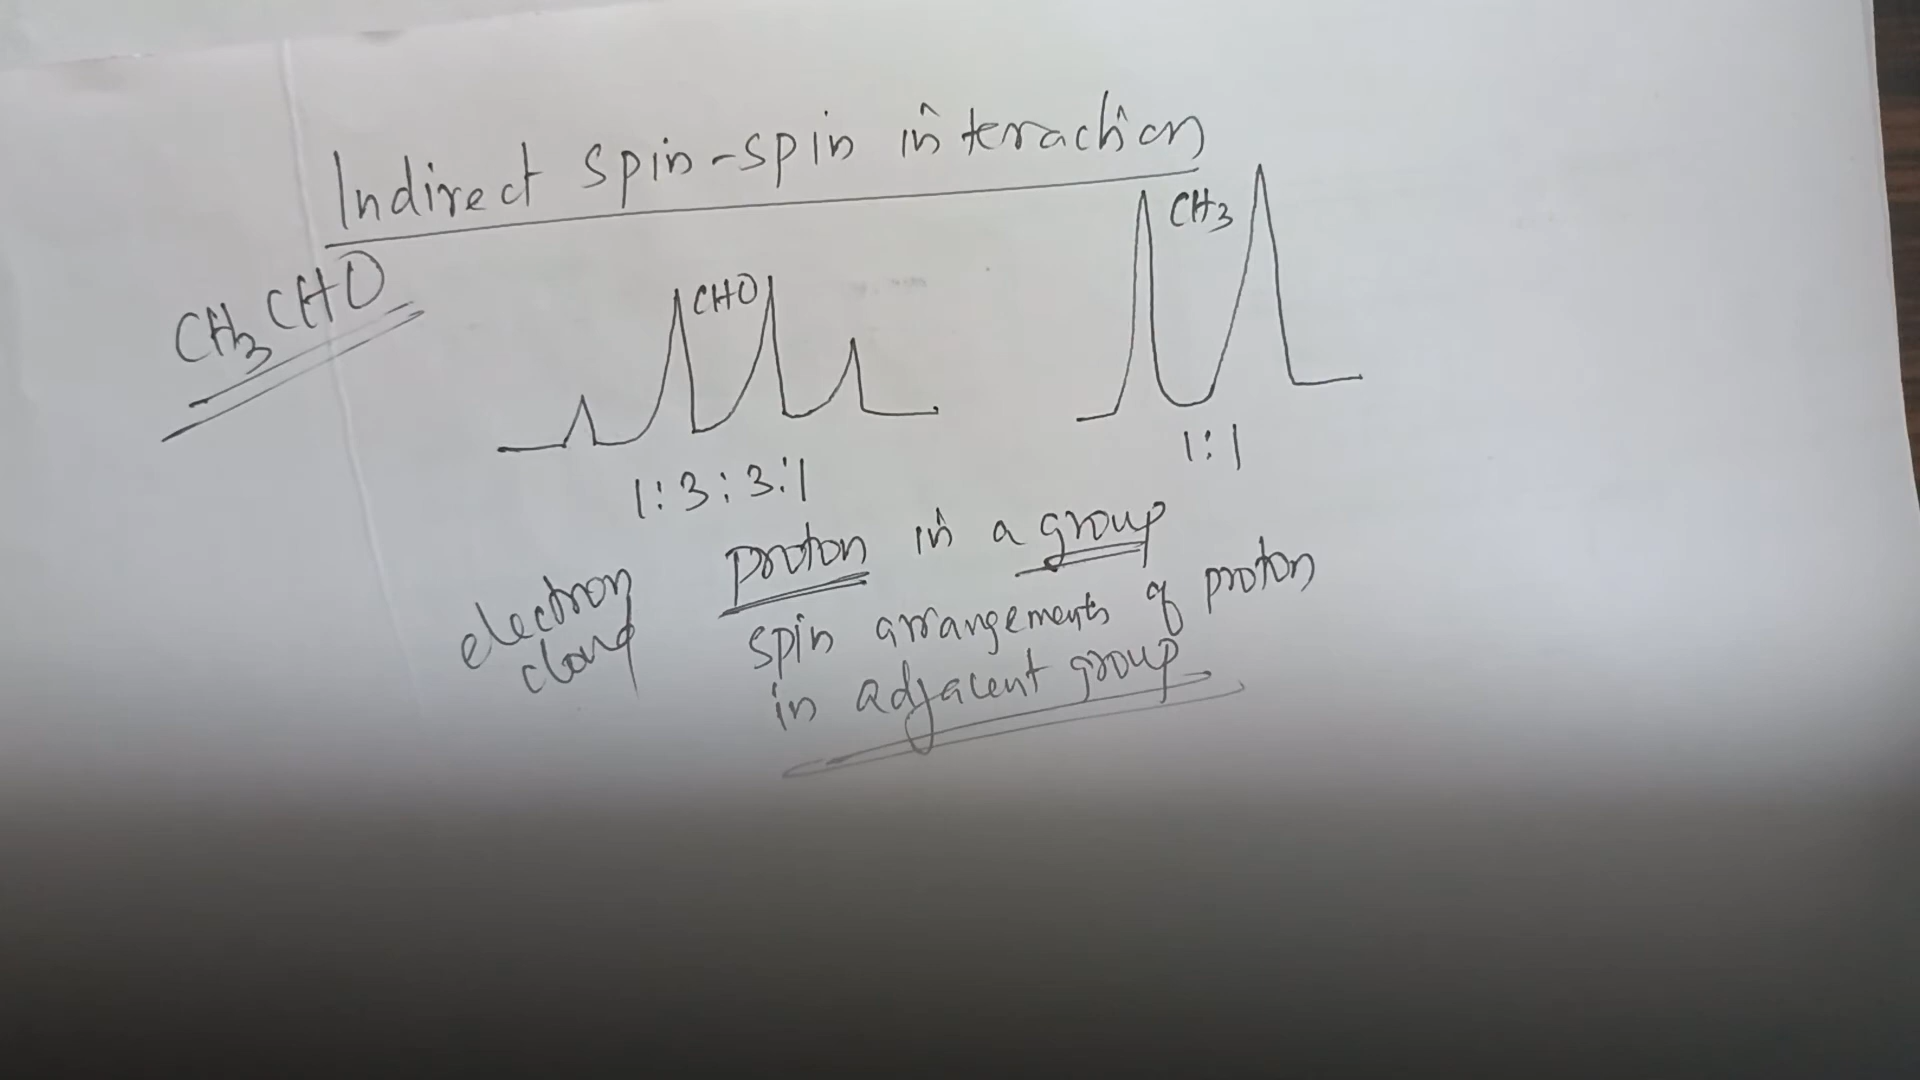 Indirect spin-spin interaction
CH3CHO
CHO
CH3
1:3:3:1
1:1
electron
cloud
proton in a group
spin arrangements of proton
in adjacent group